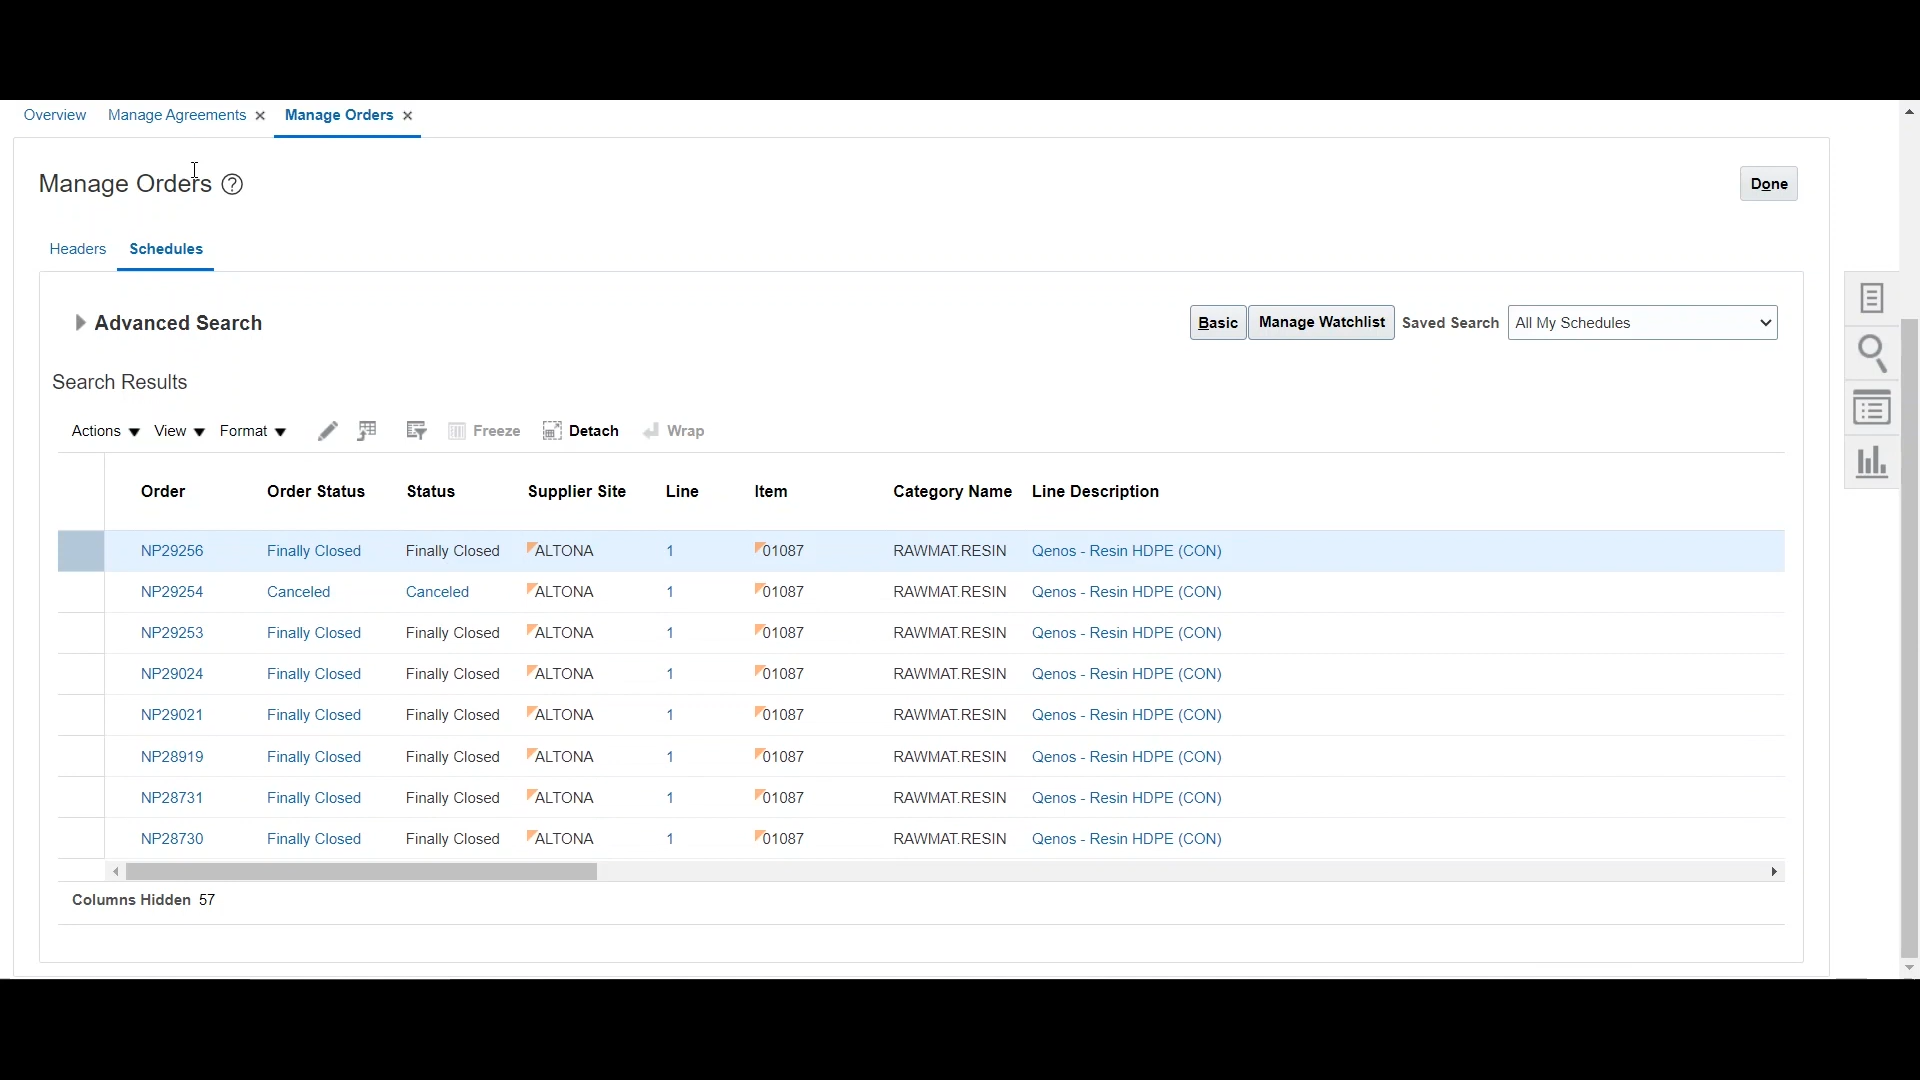 Overview Manage Agreements Manage Orders
Manage Orders
Done
Headers Schedules
Advanced Search Basic Manage Watchlist Saved Search All My Schedules
Search Results
Actions View Format Freeze Detach Wrap
Order Order Status Status Supplier Site Line Item Category Name Line Description
NP29256 Finally Closed Finally Closed ALTONA 1 01087 RAWMAT.RESIN Qenos - Resin HDPE (CON)
NP29254 Canceled Canceled ALTONA 1 01087 RAWMAT.RESIN Qenos - Resin HDPE (CON)
NP29253 Finally Closed Finally Closed ALTONA 1 01087 RAWMAT.RESIN Qenos - Resin HDPE (CON)
NP29024 Finally Closed Finally Closed ALTONA 1 01087 RAWMAT.RESIN Qenos - Resin HDPE (CON)
NP29021 Finally Closed Finally Closed ALTONA 1 01087 RAWMAT.RESIN Qenos - Resin HDPE (CON)
NP28919 Finally Closed Finally Closed ALTONA 1 01087 RAWMAT.RESIN Qenos - Resin HDPE (CON)
NP28731 Finally Closed Finally Closed ALTONA 1 01087 RAWMAT.RESIN Qenos - Resin HDPE (CON)
NP28730 Finally Closed Finally Closed ALTONA 1 01087 RAWMAT.RESIN Qenos - Resin HDPE (CON)
Columns Hidden 57